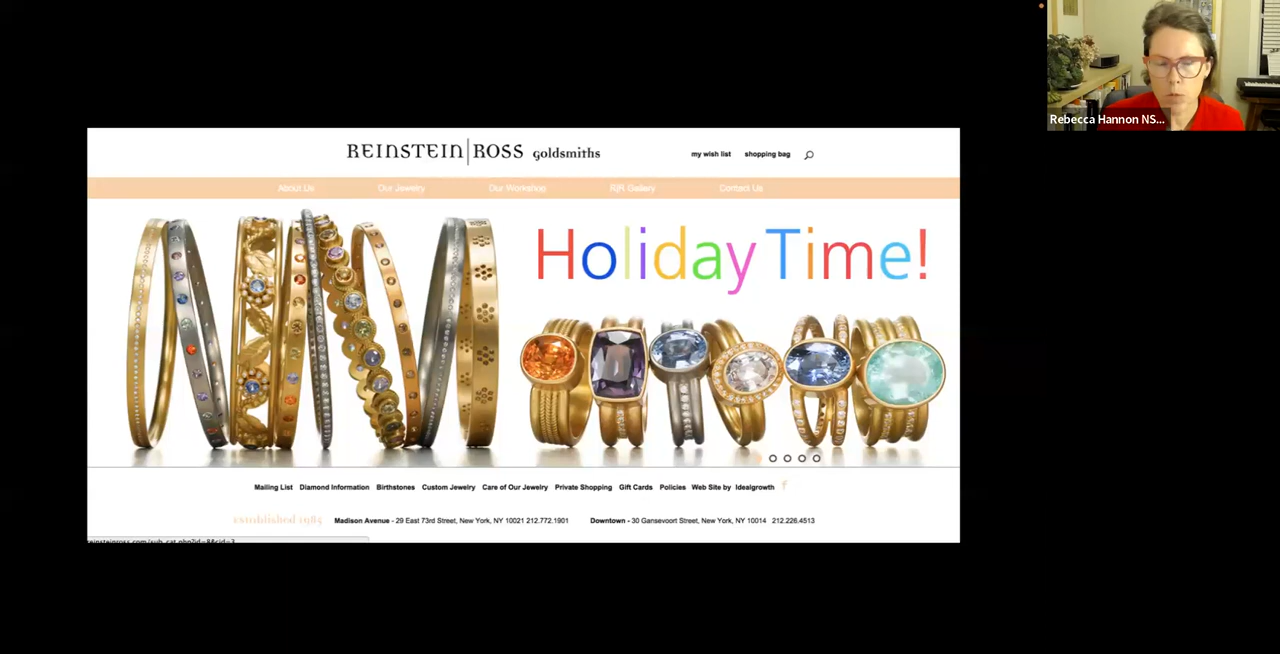 REINSTEIN|ROSS goldsmiths
my wish list shopping bag
About Us Our Jewelry Our Workshop R|R Gallery Contact Us
Holiday Time!
Mailing List Diamond Information Birthstones Custom Jewelry Care of Our Jewelry Private Shopping Gift Cards Policies Web Site by Idealgrowth f
established 1985 Madison Avenue - 29 East 73rd Street, New York, NY 10021 212.772.1901 Downtown - 30 Gansevoort Street, New York, NY 10014 212.226.4513
Rebecca Hannon NS...